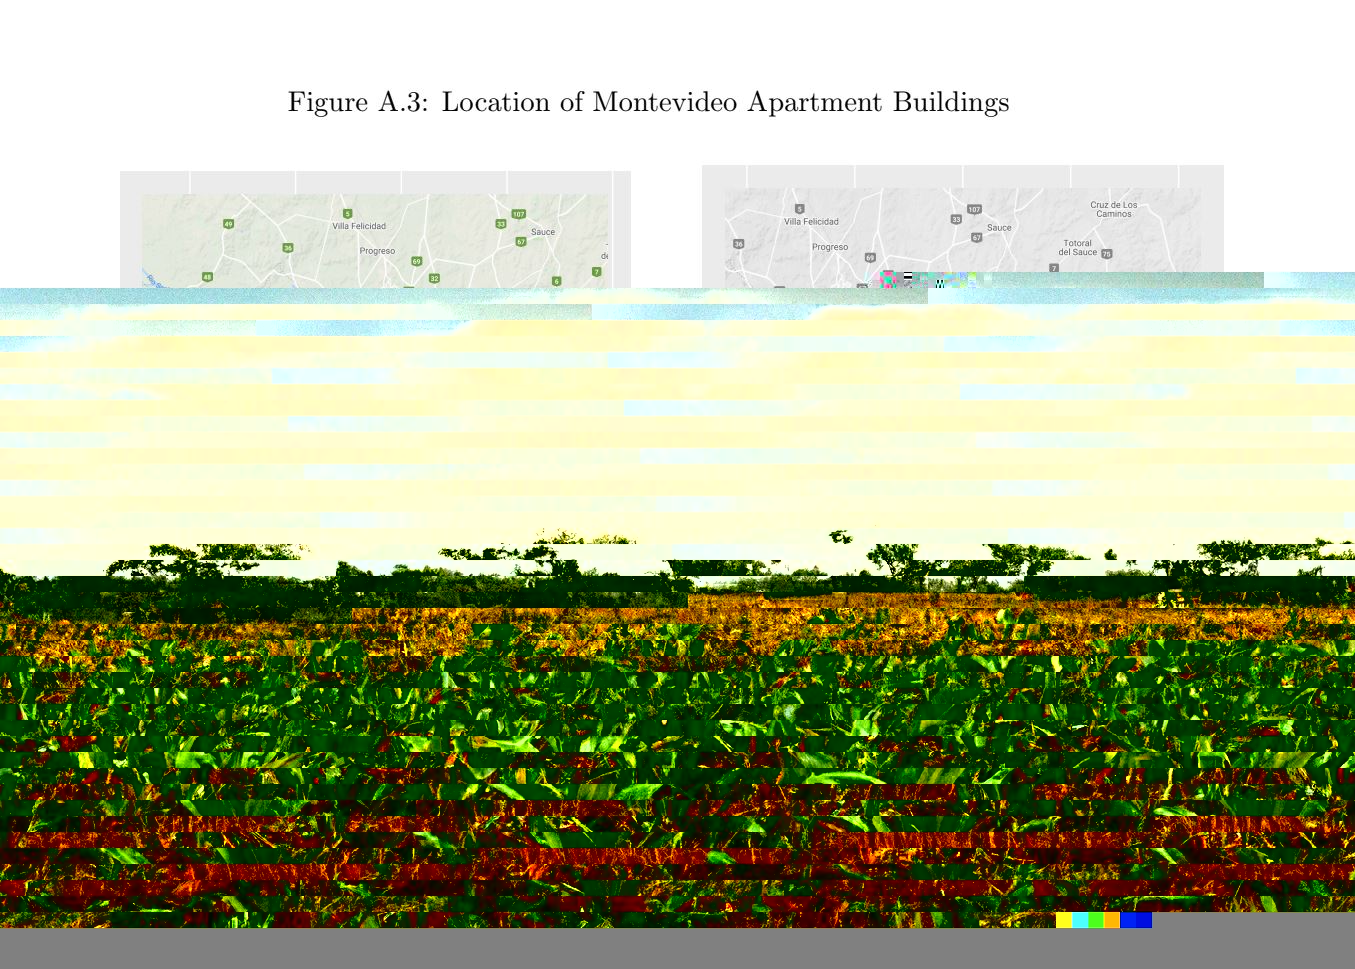 Figure A.3: Location of Montevideo Apartment Buildings
5
107
49
Villa Felicidad
33
Sauce
36
67
Progreso
69
7
48
32
6
Cruz de Los
Caminos
5
107
Villa Felicidad
33
Sauce
36
67
Progreso
Totoral
del Sauce
75
69
7